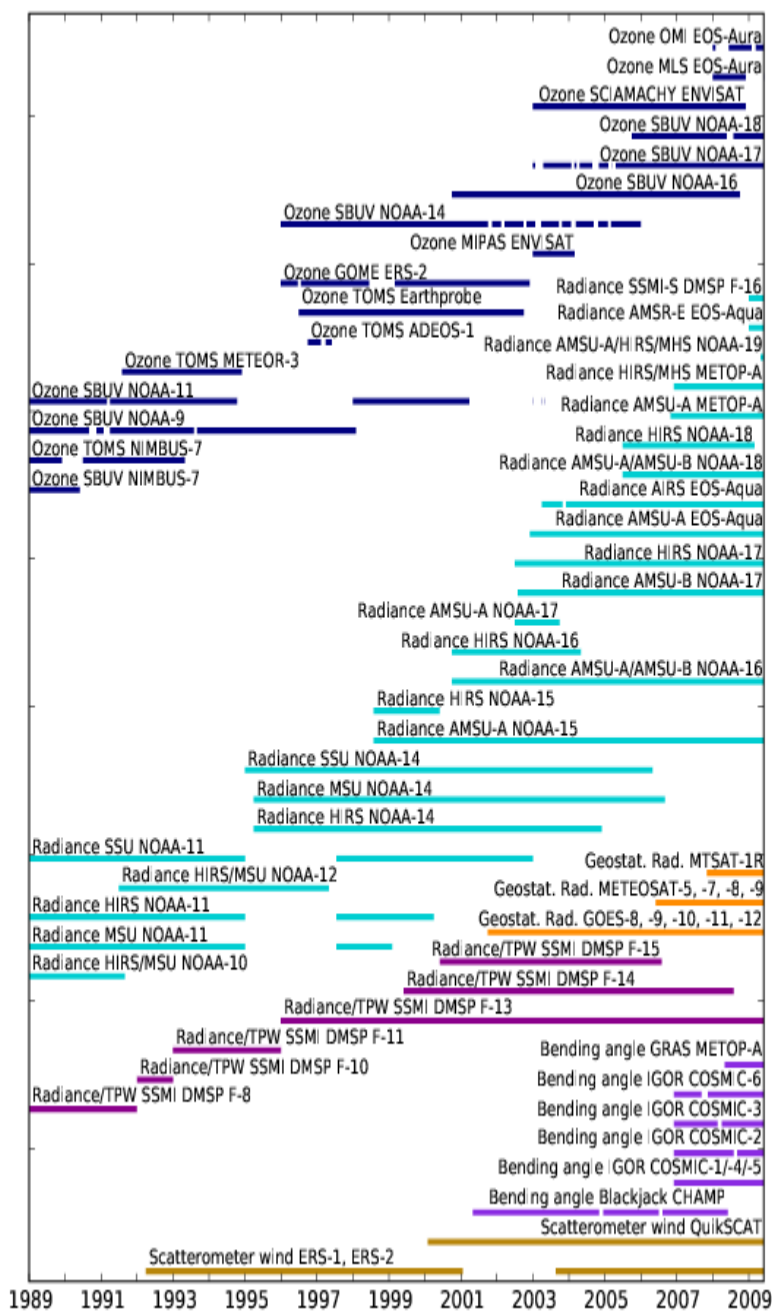 Ozone OMI EOS-Aura
Ozone MLS EOS-Aura
Ozone SCIAMACHY ENVISAT
Ozone SBUV NOAA-18
Ozone SBUV NOAA-17
Ozone SBUV NOAA-16
Ozone SBUV NOAA-14
Ozone MIPAS ENVISAT
Ozone GOME ERS-2
Radiance SSMI-S DMSP F-16
Ozone TOMS Earthprobe
Radiance AMSR-E EOS-Aqua
Ozone TOMS ADEOS-1
Radiance AMSU-A/HIRS/MHS NOAA-19
Ozone TOMS METEOR-3
Radiance HIRS/MHS METOP-A
Ozone SBUV NOAA-11
Radiance AMSU-A METOP-A
Ozone SBUV NOAA-9
Radiance HIRS NOAA-18
Ozone TOMS NIMBUS-7
Radiance AMSU-A/AMSU-B NOAA-18
Ozone SBUV NIMBUS-7
Radiance AIRS EOS-Aqua
Radiance AMSU-A EOS-Aqua
Radiance HIRS NOAA-17
Radiance AMSU-B NOAA-17
Radiance AMSU-A NOAA-17
Radiance HIRS NOAA-16
Radiance AMSU-A/AMSU-B NOAA-16
Radiance HIRS NOAA-15
Radiance AMSU-A NOAA-15
Radiance SSU NOAA-14
Radiance MSU NOAA-14
Radiance HIRS NOAA-14
Radiance SSU NOAA-11
Geostat. Rad. MTSAT-1R
Radiance HIRS/MSU NOAA-12
Geostat. Rad. METEOSAT-5, -7, -8, -9
Radiance HIRS NOAA-11
Geostat. Rad. GOES-8, -9, -10, -11, -12
Radiance MSU NOAA-11
Radiance/TPW SSMI DMSP F-15
Radiance HIRS/MSU NOAA-10
Radiance/TPW SSMI DMSP F-14
Radiance/TPW SSMI DMSP F-13
Radiance/TPW SSMI DMSP F-11
Bending angle GRAS METOP-A
Radiance/TPW SSMI DMSP F-10
Bending angle IGOR COSMIC-6
Radiance/TPW SSMI DMSP F-8
Bending angle IGOR COSMIC-3
Bending angle IGOR COSMIC-2
Bending angle IGOR COSMIC-1/-4/-5
Bending angle Blackjack CHAMP
Scatterometer wind QuikSCAT
Scatterometer wind ERS-1, ERS-2
1989 1991 1993 1995 1997 1999 2001 2003 2005 2007 2009